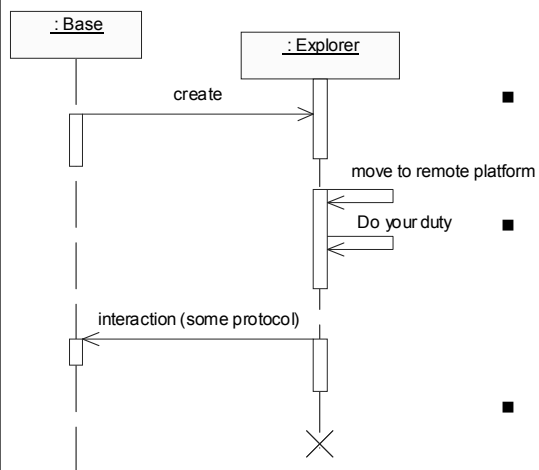 : Base
: Explorer
create
move to remote platform
Do your duty
interaction (some protocol)